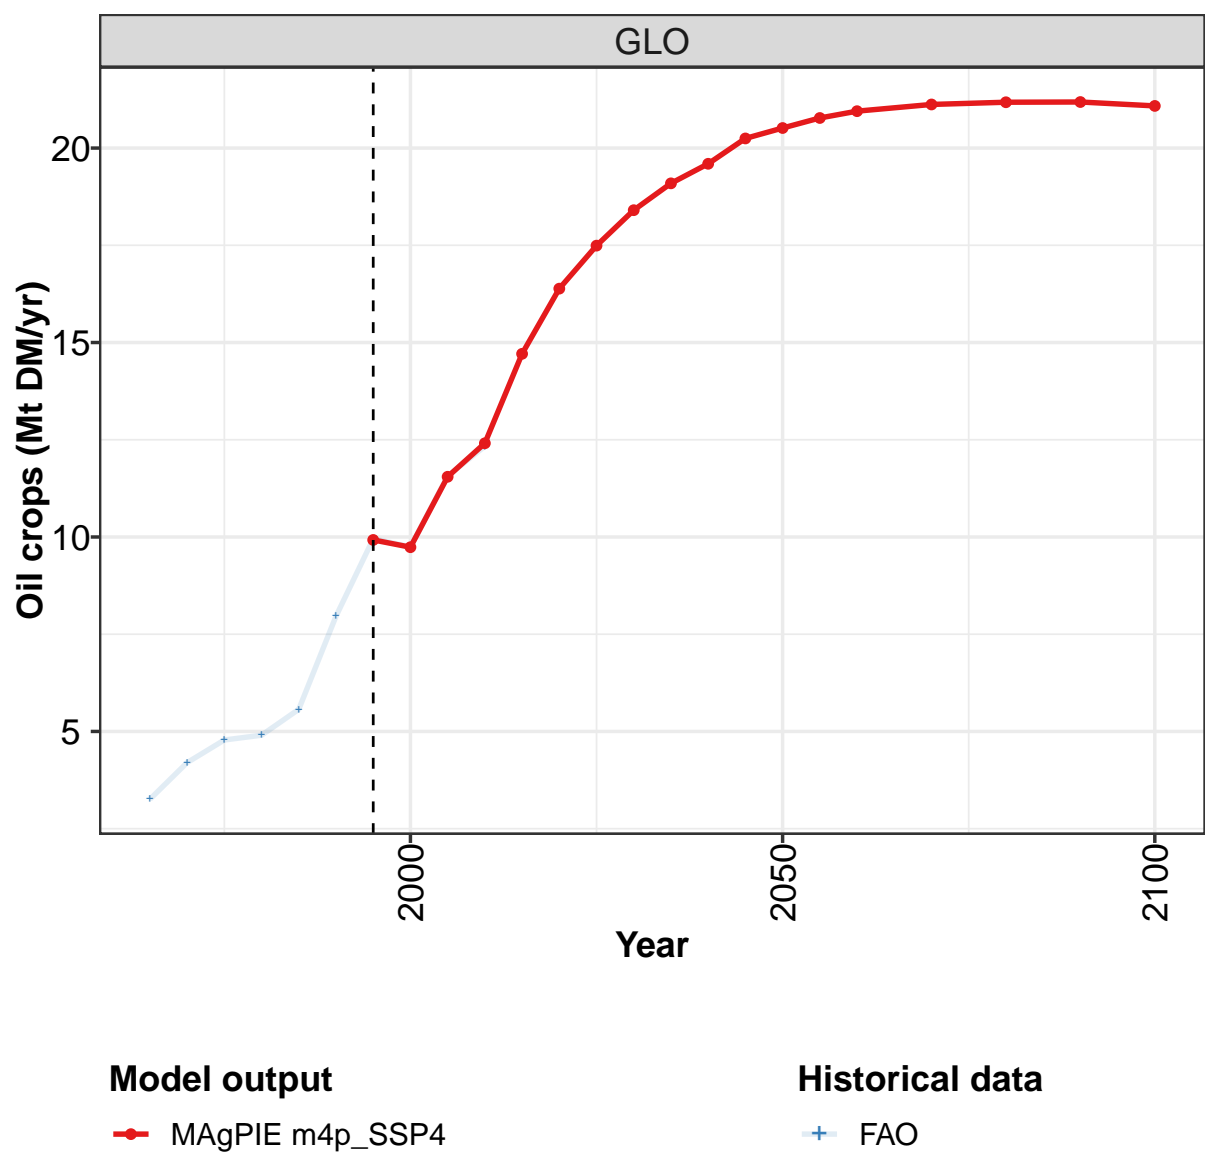 GLO
Oil crops (Mt DM/yr)
20
15
10
5
2000
2050
2100
Year
Model output
MAgPIE m4p_SSP4
Historical data
FAO